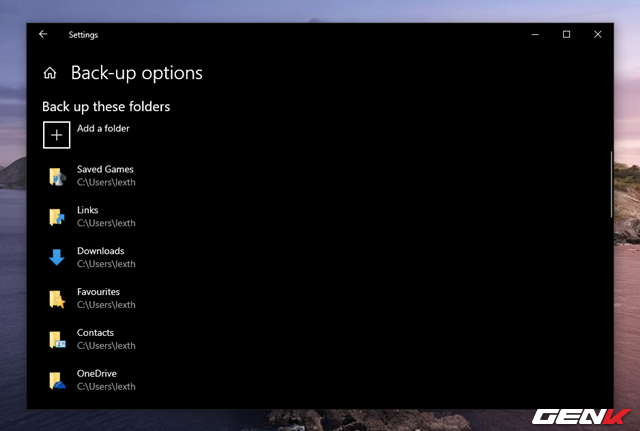 Settings
Back-up options
Back up these folders
Add a folder
Saved Games
C:\Users\lexth
Links
C:\Users\lexth
Downloads
C:\Users\lexth
Favourites
C:\Users\lexth
Contacts
C:\Users\lexth
OneDrive
C:\Users\lexth
GENK